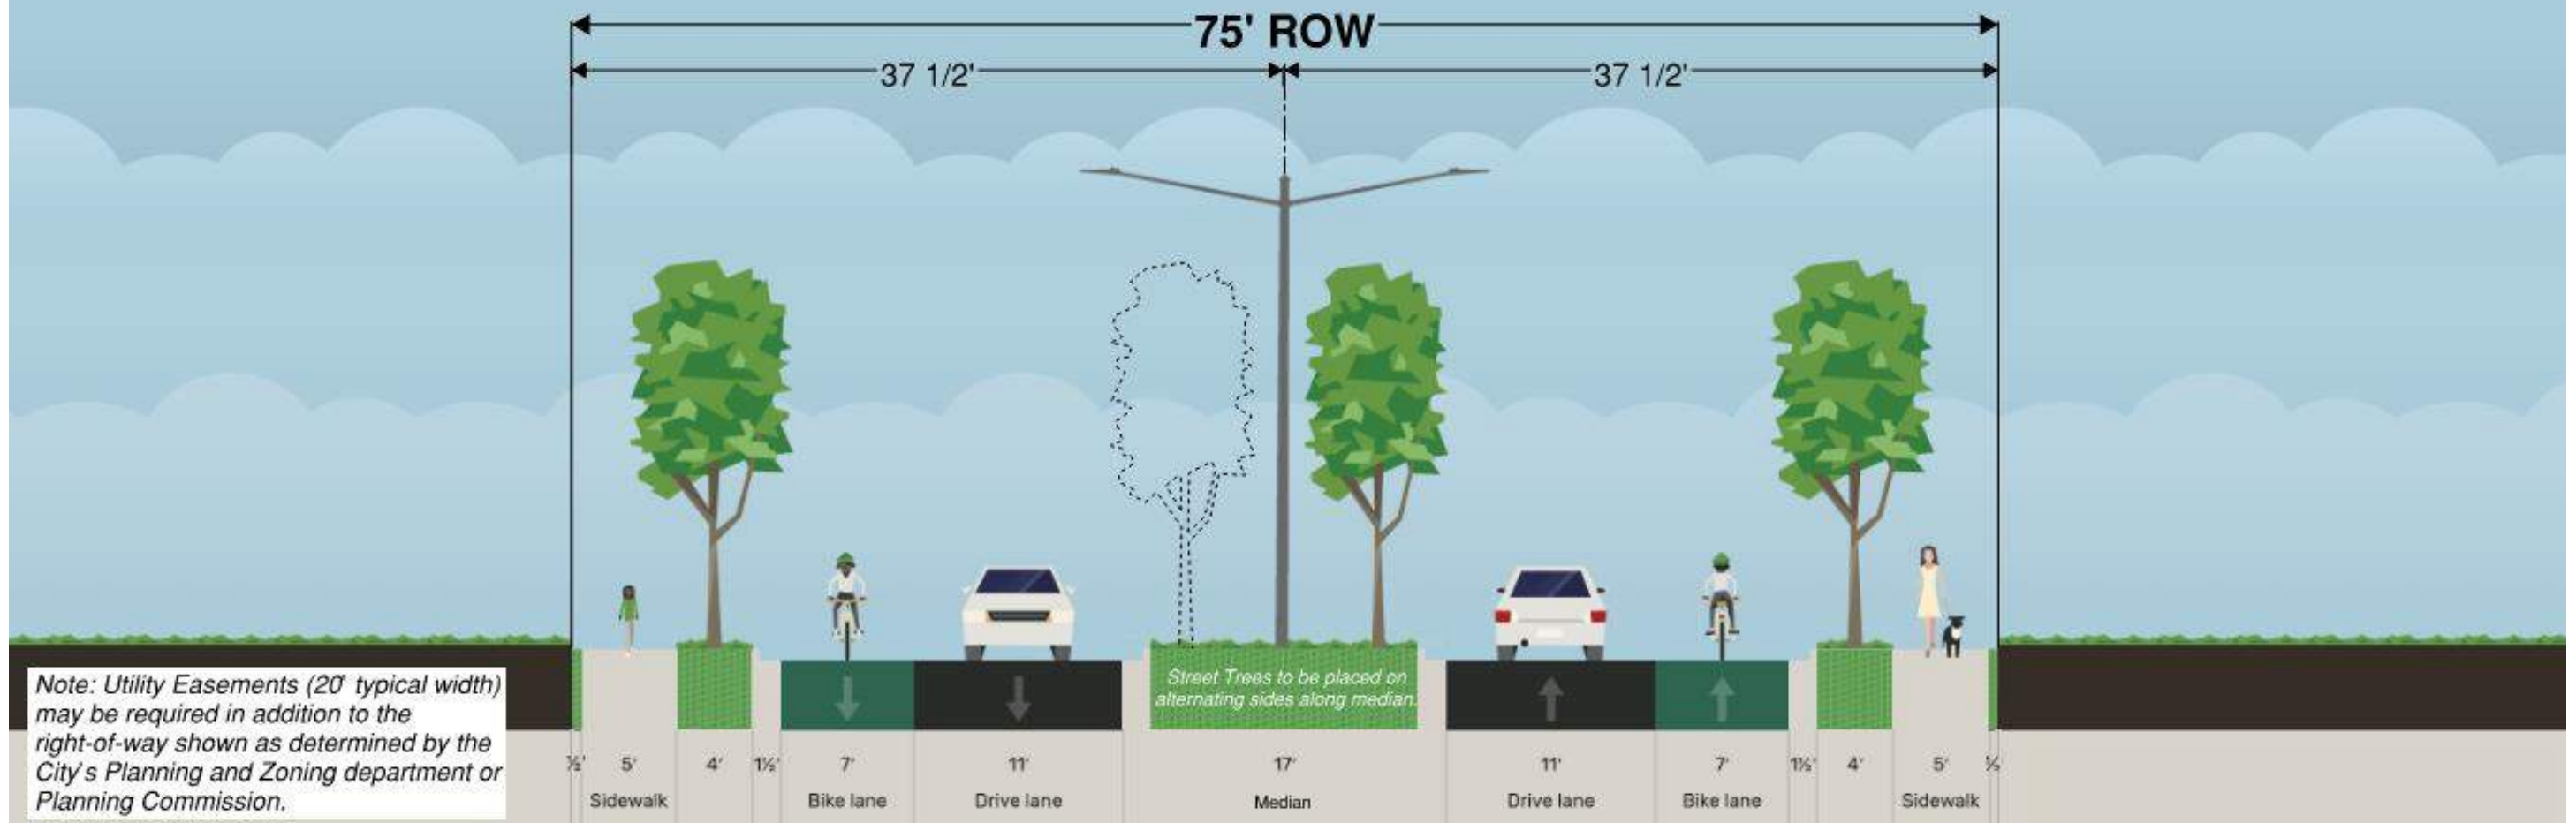 75' ROW
37 1/2'
37 1/2'
Street Trees to be placed on
alternating sides along median.
Note: Utility Easements (20' typical width)
may be required in addition to the
right-of-way shown as determined by the
City's Planning and Zoning department or
Planning Commission.
½' 5' 4' 1½' 7' 11' 17' 11' 7' 1½' 4' 5' ½'
Sidewalk Bike lane Drive lane Median Drive lane Bike lane Sidewalk